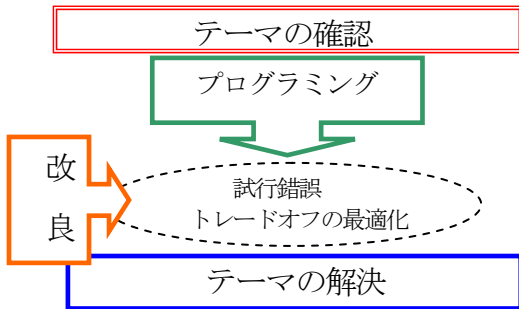 テーマの確認
プログラミング
改良
試行錯誤
トレードオフの最適化
テーマの解決